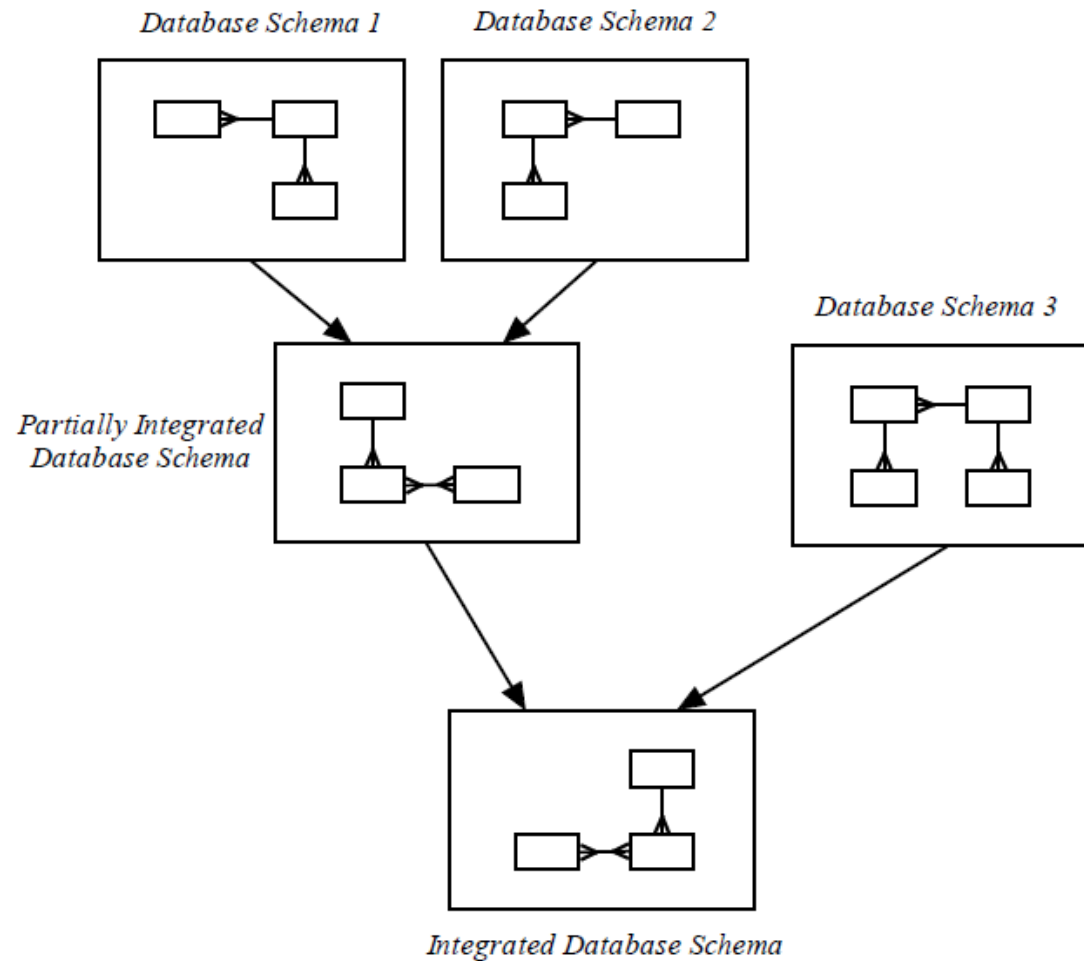 Database Schema 1
Database Schema 2
Database Schema 3
Partially Integrated
Database Schema
Integrated Database Schema